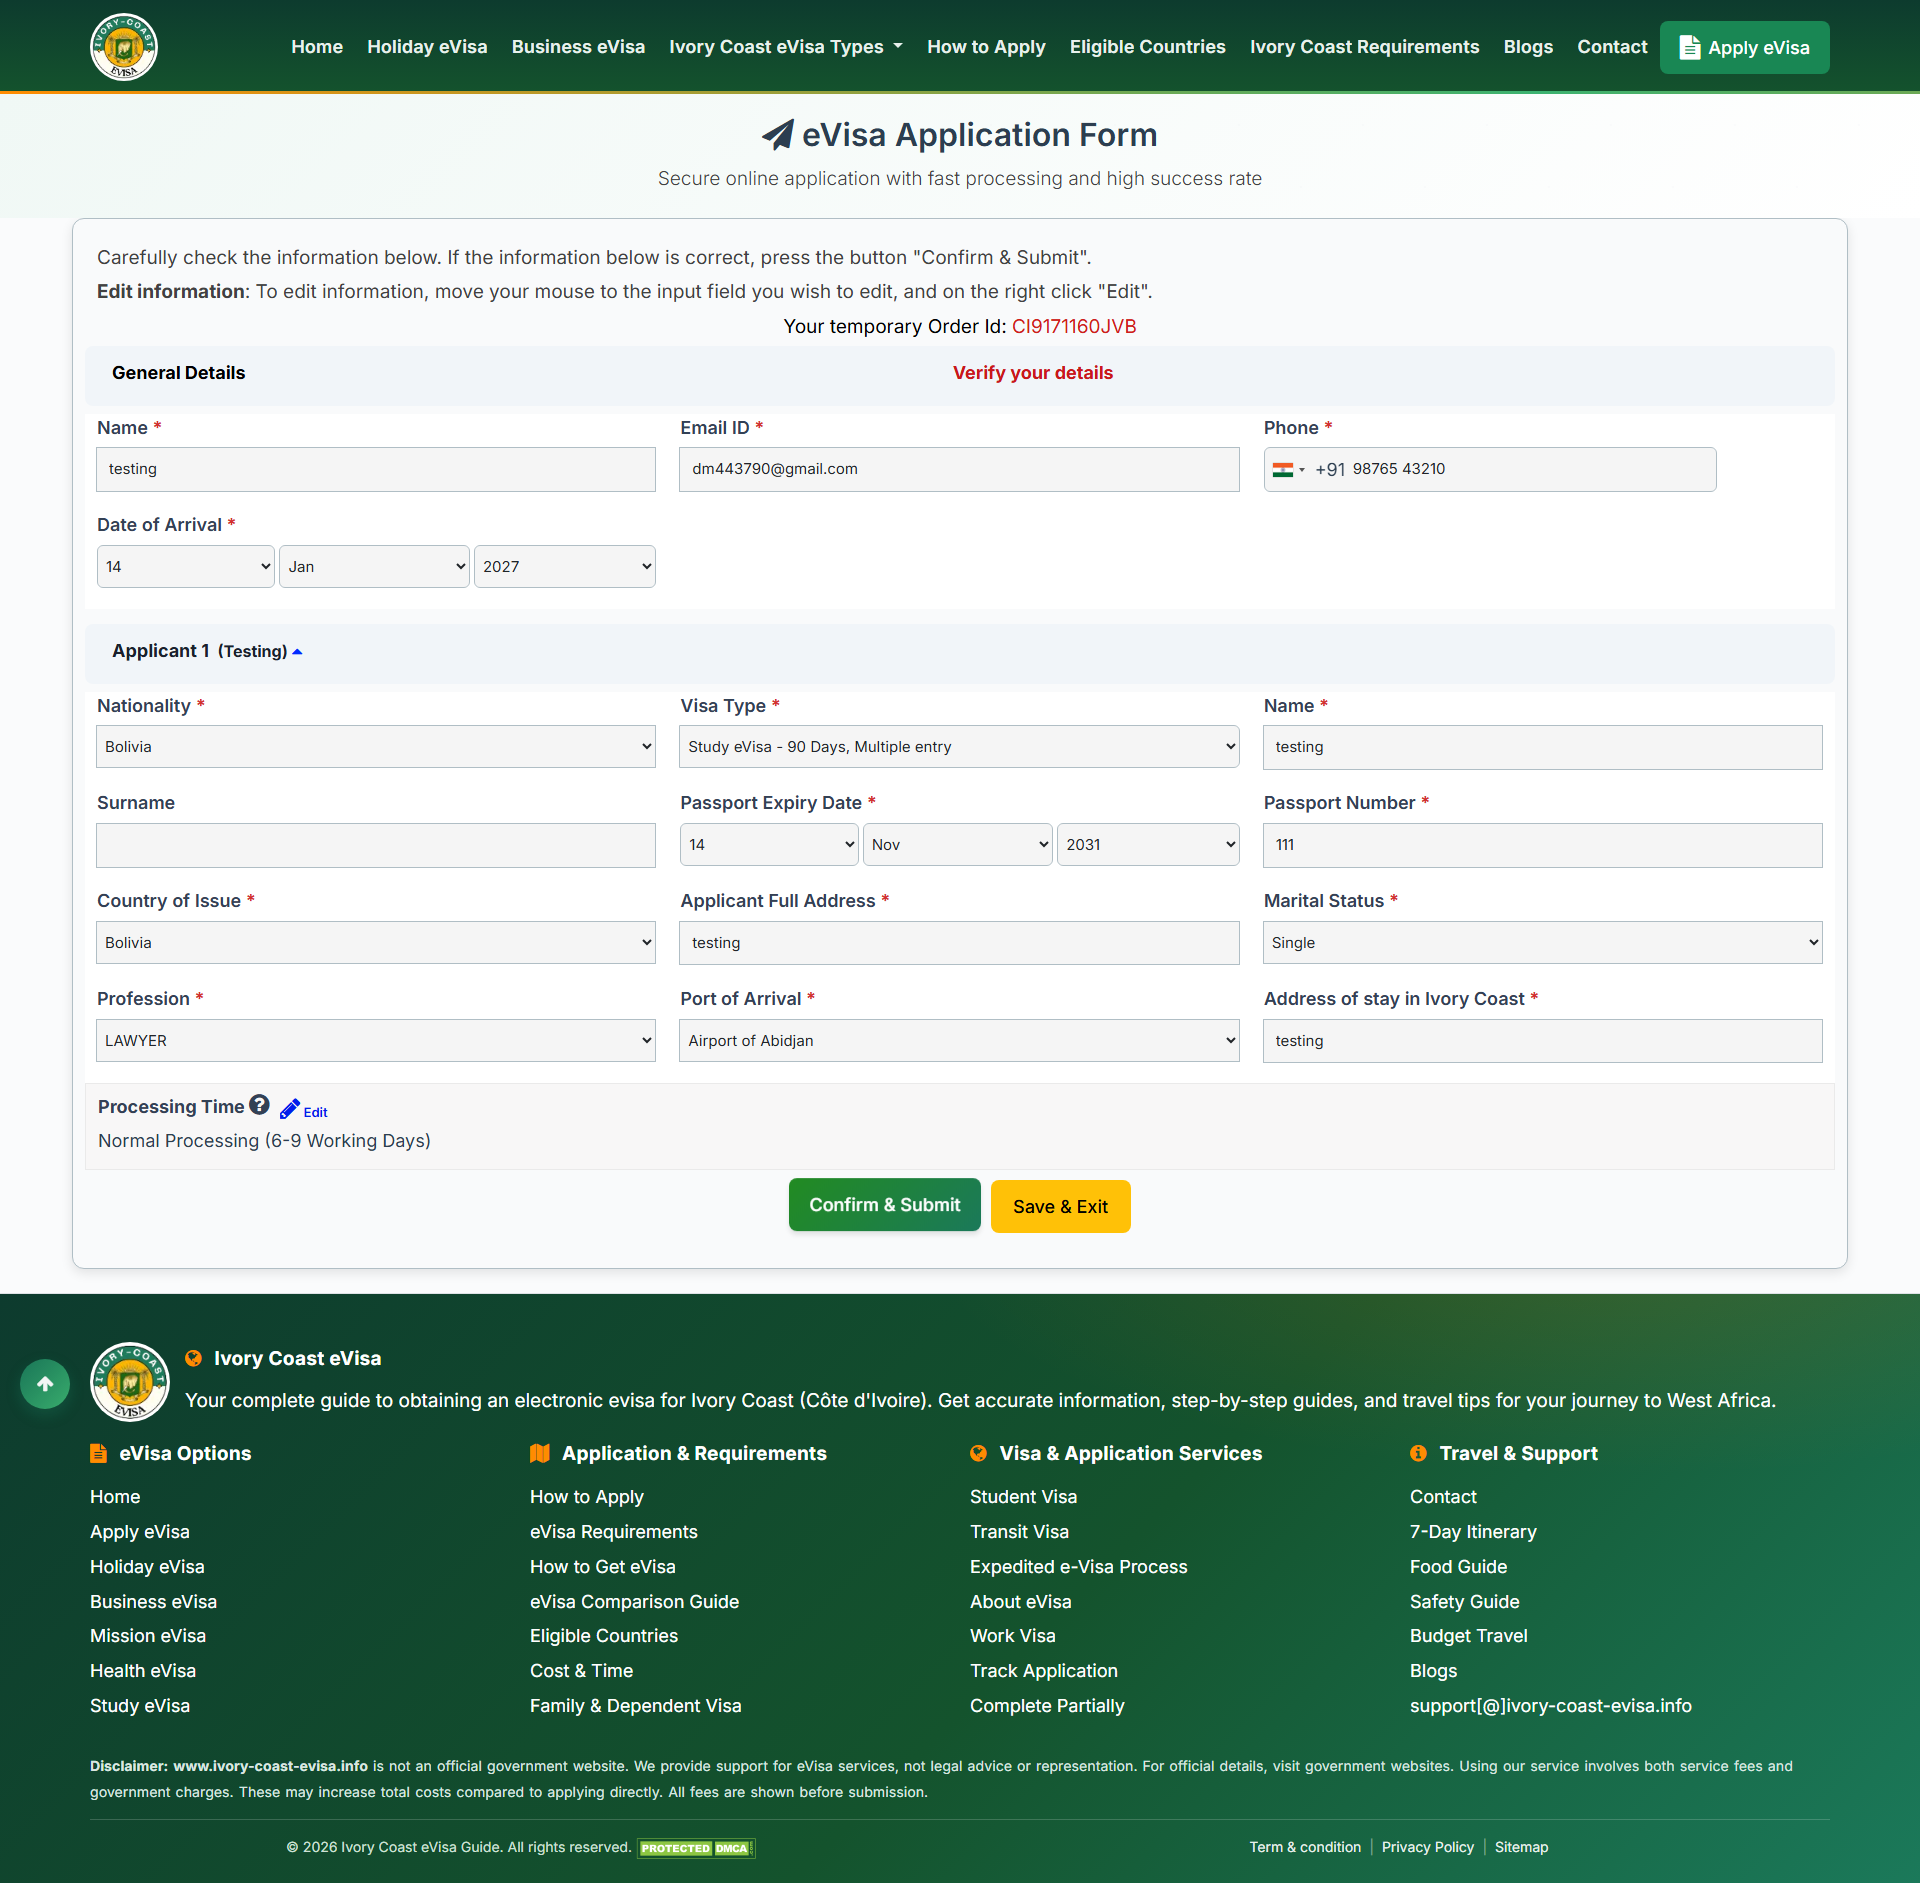 IVORY-COAST
EVISA
Home
Holiday eVisa
Business eVisa
Ivory Coast eVisa Types
How to Apply
Eligible Countries
Ivory Coast Requirements
Blogs
Contact
Apply eVisa
eVisa Application Form
Secure online application with fast processing and high success rate
Carefully check the information below. If the information below is correct, press the button "Confirm & Submit".
Edit information: To edit information, move your mouse to the input field you wish to edit, and on the right click "Edit".
Your temporary Order Id: CI9171160JVB
General Details
Verify your details
Name *
Email ID *
Phone *
testing
dm443790@gmail.com
+91 98765 43210
Date of Arrival *
14
Jan
2027
Applicant 1 (Testing)
Nationality *
Visa Type *
Name *
Bolivia
Study eVisa - 90 Days, Multiple entry
testing
Surname
Passport Expiry Date *
Passport Number *
14
Nov
2031
111
Country of Issue *
Applicant Full Address *
Marital Status *
Bolivia
testing
Single
Profession *
Port of Arrival *
Address of stay in Ivory Coast *
LAWYER
Airport of Abidjan
testing
Processing Time ? Edit
Normal Processing (6-9 Working Days)
Confirm & Submit
Save & Exit
IVORY-COAST
EVISA
Ivory Coast eVisa
Your complete guide to obtaining an electronic evisa for Ivory Coast (Côte d'Ivoire). Get accurate information, step-by-step guides, and travel tips for your journey to West Africa.
eVisa Options
Home
Apply eVisa
Holiday eVisa
Business eVisa
Mission eVisa
Health eVisa
Study eVisa
Application & Requirements
How to Apply
eVisa Requirements
How to Get eVisa
eVisa Comparison Guide
Eligible Countries
Cost & Time
Family & Dependent Visa
Visa & Application Services
Student Visa
Transit Visa
Expedited e-Visa Process
About eVisa
Work Visa
Track Application
Complete Partially
Travel & Support
Contact
7-Day Itinerary
Food Guide
Safety Guide
Budget Travel
Blogs
support[@]ivory-coast-evisa.info
Disclaimer: www.ivory-coast-evisa.info is not an official government website. We provide support for eVisa services, not legal advice or representation. For official details, visit government websites. Using our service involves both service fees and
government charges. These may increase total costs compared to applying directly. All fees are shown before submission.
© 2026 Ivory Coast eVisa Guide. All rights reserved.
PROTECTED DMCA
Term & condition
Privacy Policy
Sitemap